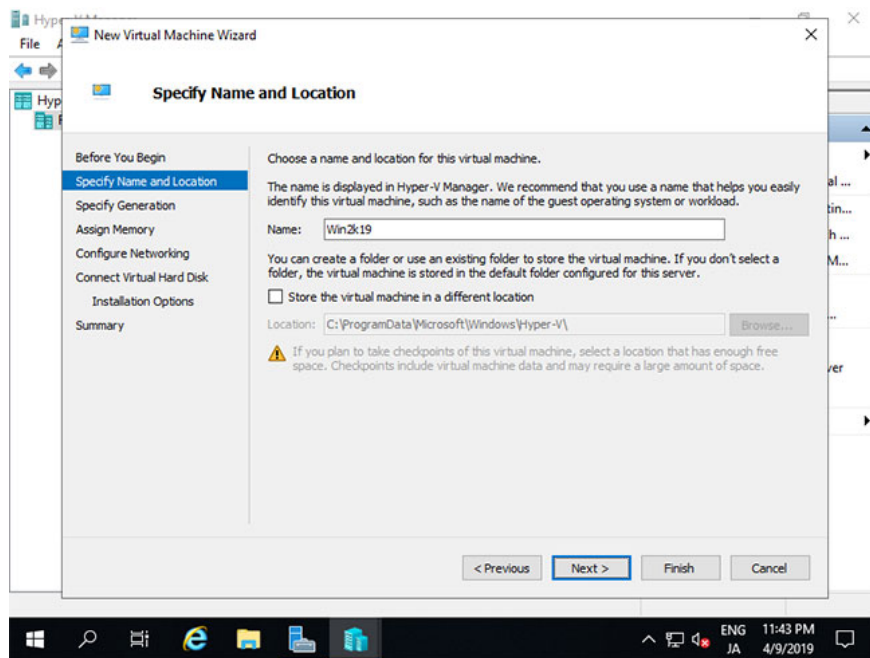 Hype
New Virtual Machine Wizard
File
Specify Name and Location
Hyp
Before You Begin
Specify Name and Location
Specify Generation
Assign Memory
Configure Networking
Connect Virtual Hard Disk
Installation Options
Summary
Choose a name and location for this virtual machine.
The name is displayed in Hyper-V Manager. We recommend that you use a name that helps you easily
identify this virtual machine, such as the name of the guest operating system or workload.
Name: Win2k19
You can create a folder or use an existing folder to store the virtual machine. If you don't select a
folder, the virtual machine is stored in the default folder configured for this server.
Store the virtual machine in a different location
Location: C:\ProgramData\Microsoft\Windows\Hyper-V\ Browse...
If you plan to take checkpoints of this virtual machine, select a location that has enough free
space. Checkpoints include virtual machine data and may require a large amount of space.
al ...
tin...
h ...
M...
...
ver
< Previous Next > Finish Cancel
ENG 11:43 PM
JA 4/9/2019